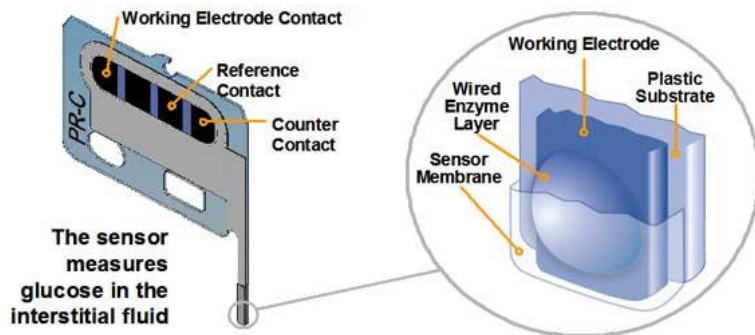 Working Electrode Contact
Reference
Contact
Counter
Contact
PR-C
The sensor
measures
glucose in the
interstitial fluid
Working Electrode
Wired
Enzyme
Layer
Plastic
Substrate
Sensor
Membrane